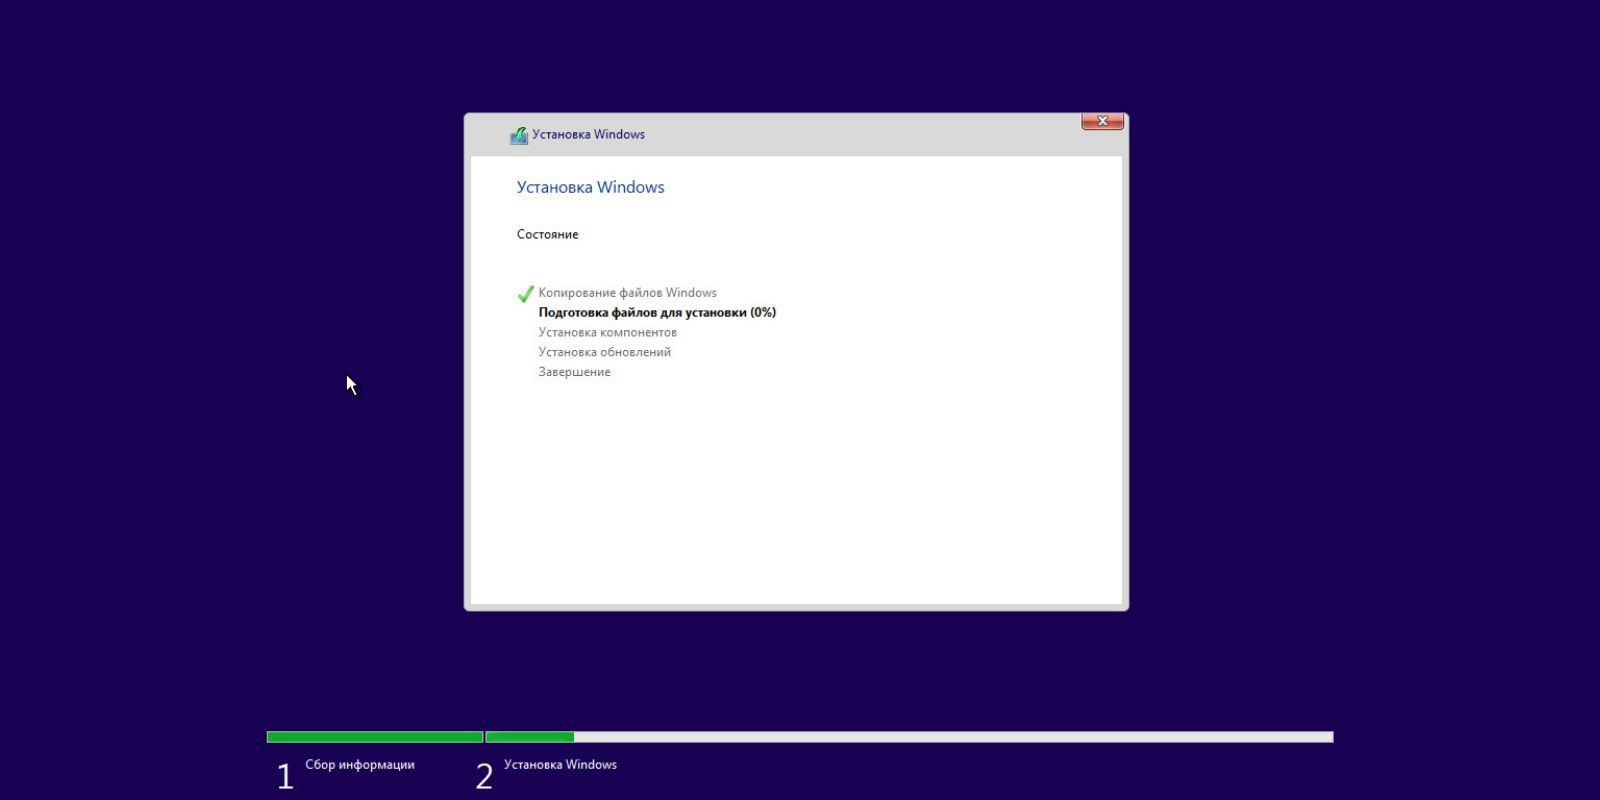 Установка Windows
Установка Windows
Состояние
Копирование файлов Windows
Подготовка файлов для установки (0%)
Установка компонентов
Установка обновлений
Завершение
1 Сбор информации
2 Установка Windows